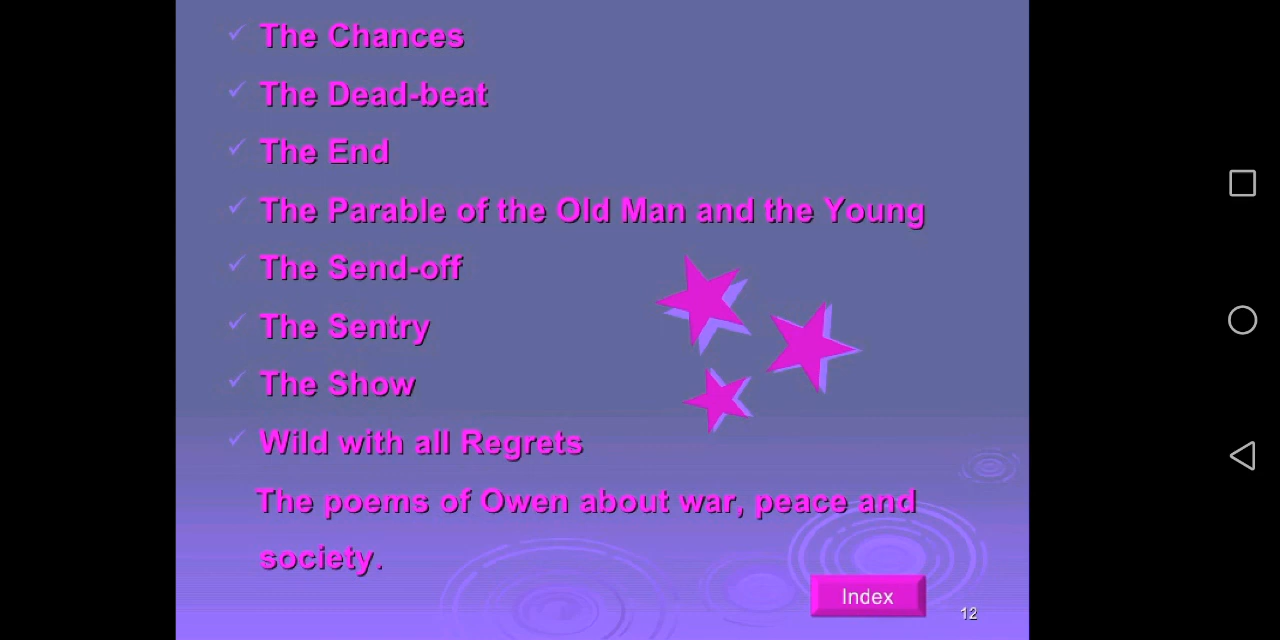 The Chances
The Dead-beat
The End
The Parable of the Old Man and the Young
The Send-off
The Sentry
The Show
Wild with all Regrets
The poems of Owen about war, peace and
society.
Index
12